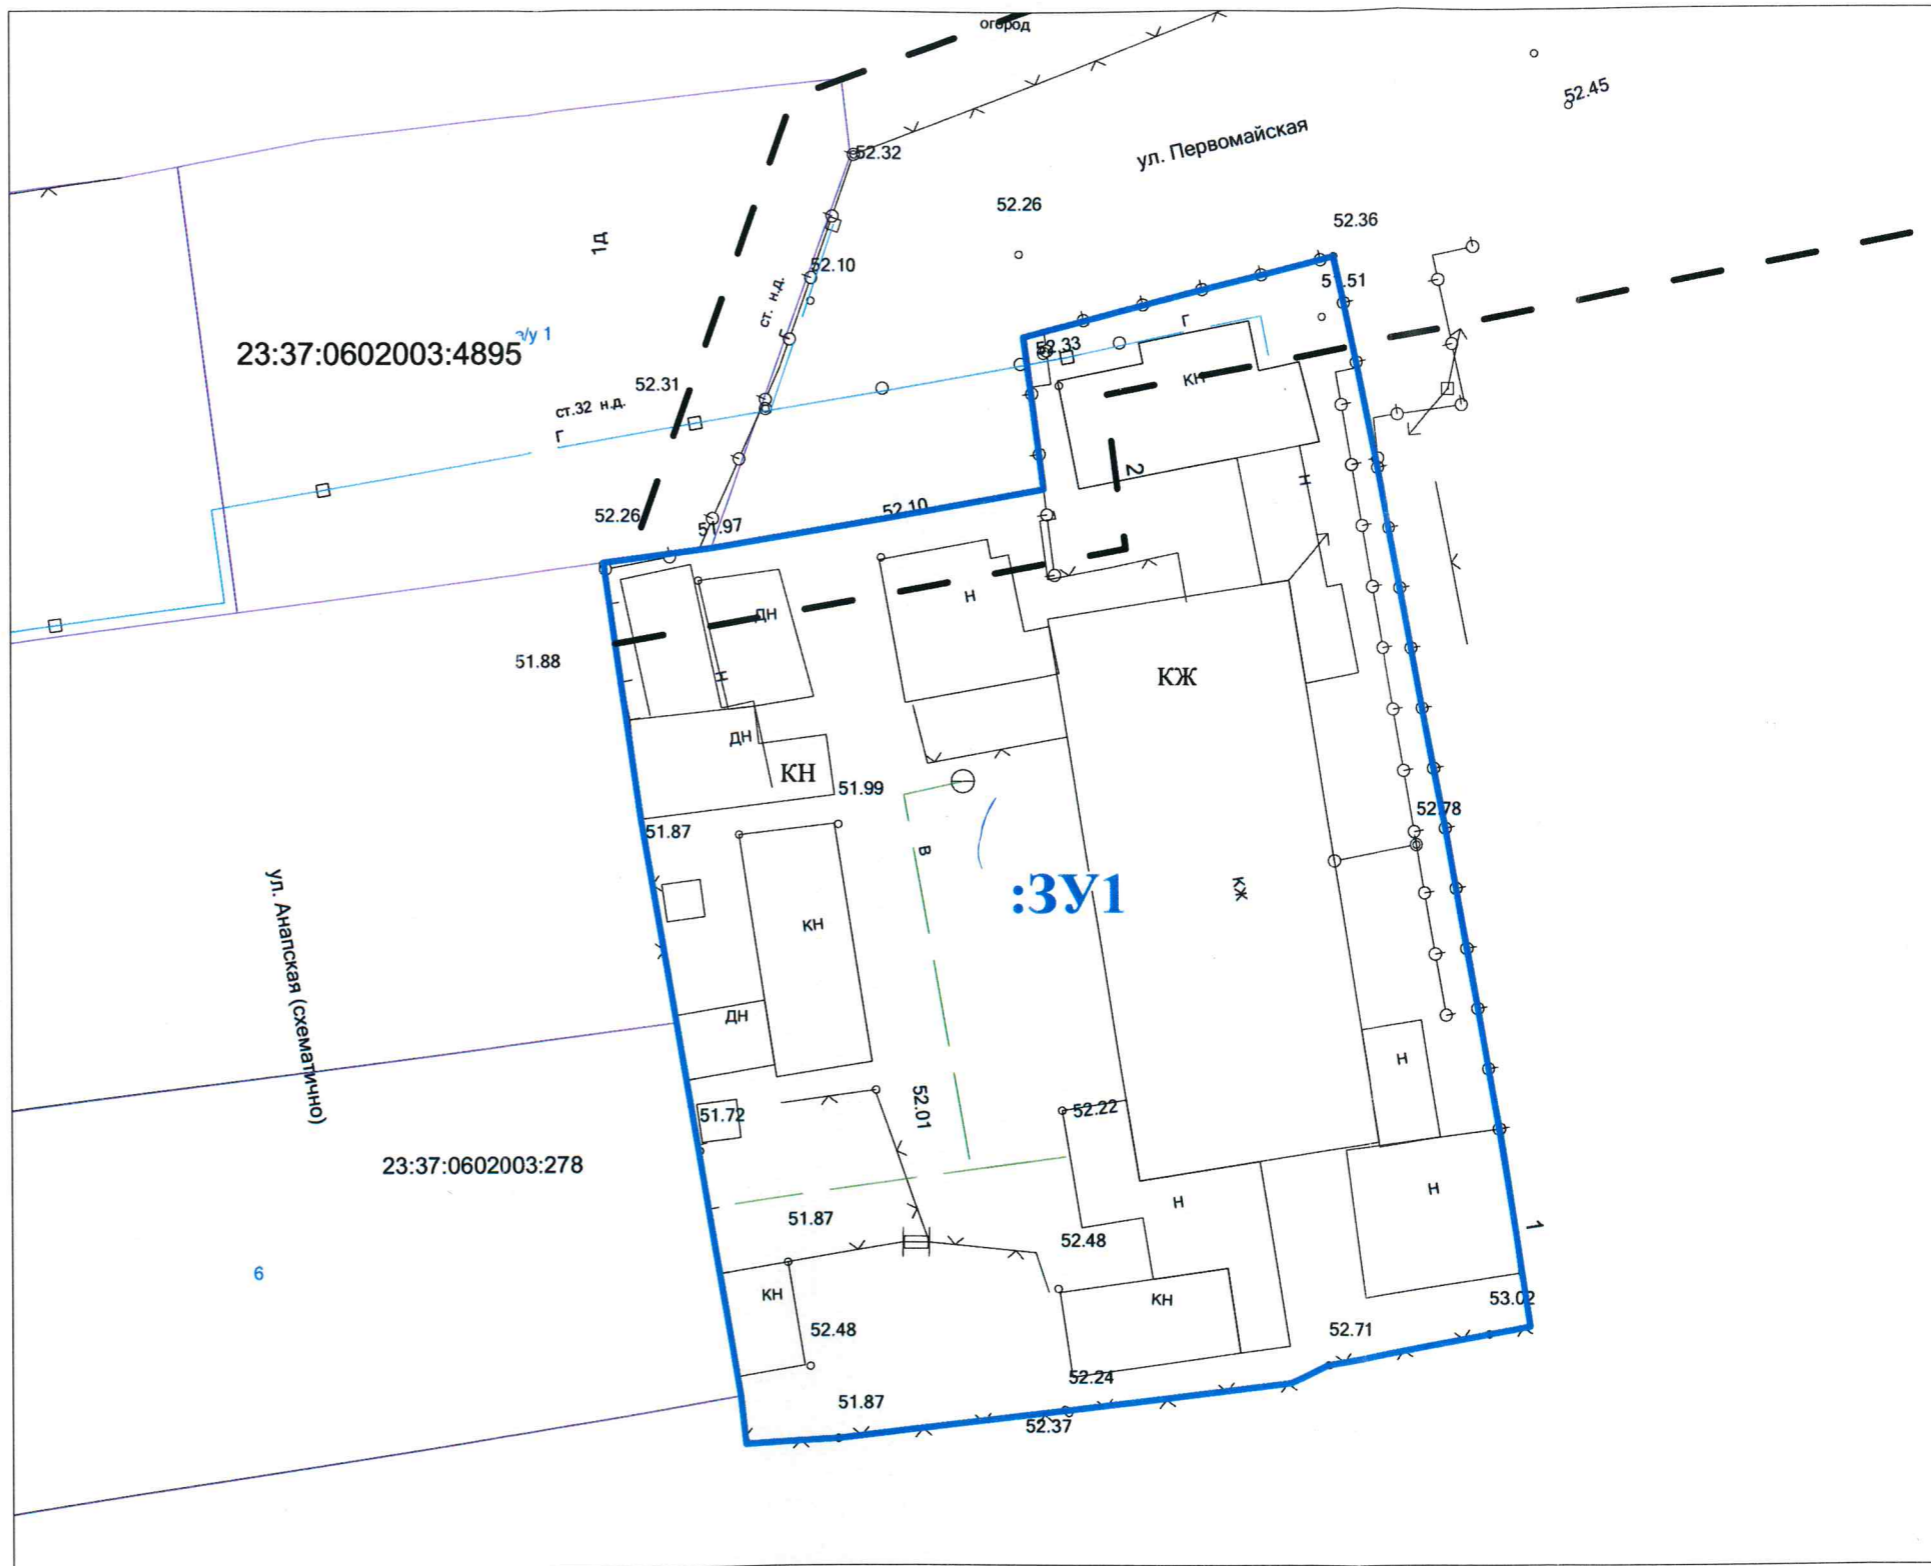 огород
52.45
ул. Первомайская
52.32
52.26
52.36
1д
52.10
51.51
ст. н.д.
Г
23:37:0602003:4895
з/у 1
Г
52.33
52.31
КН
ст.32 н.д.
Г
2
Н
52.26
51.97
52.10
Н
ДН
51.88
Н
КЖ
ДН
КН
51.99
52.78
51.87
В
:ЗУ1
КЖ
КН
ул. Анапская (схематично)
ДН
Н
51.72
52.01
52.22
23:37:0602003:278
Н
Н
51.87
52.48
1
6
КН
КН
53.02
52.48
52.71
52.24
51.87
52.37